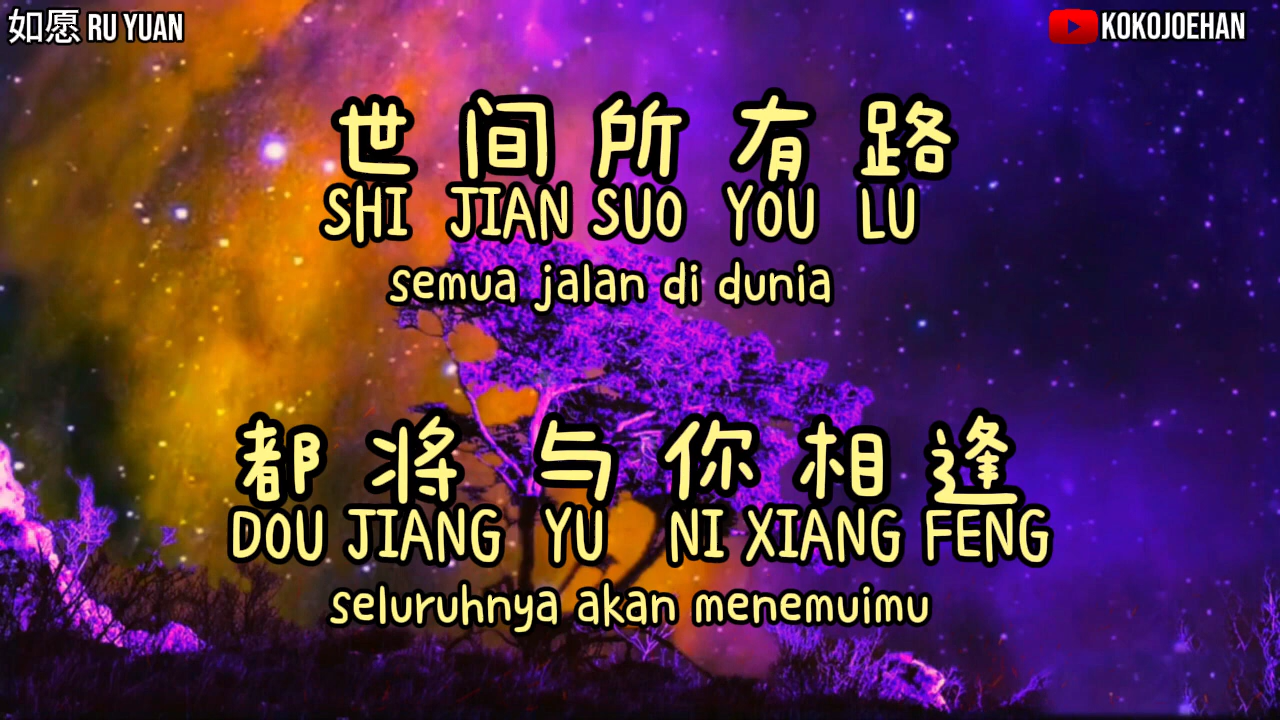 如愿 RU YUAN
KOKOJOEHAN
世间所有路
SHI JIAN SUO YOU LU
semua jalan di dunia
都将与你相逢
DOU JIANG YU NI XIANG FENG
seluruhnya akan menemuimu